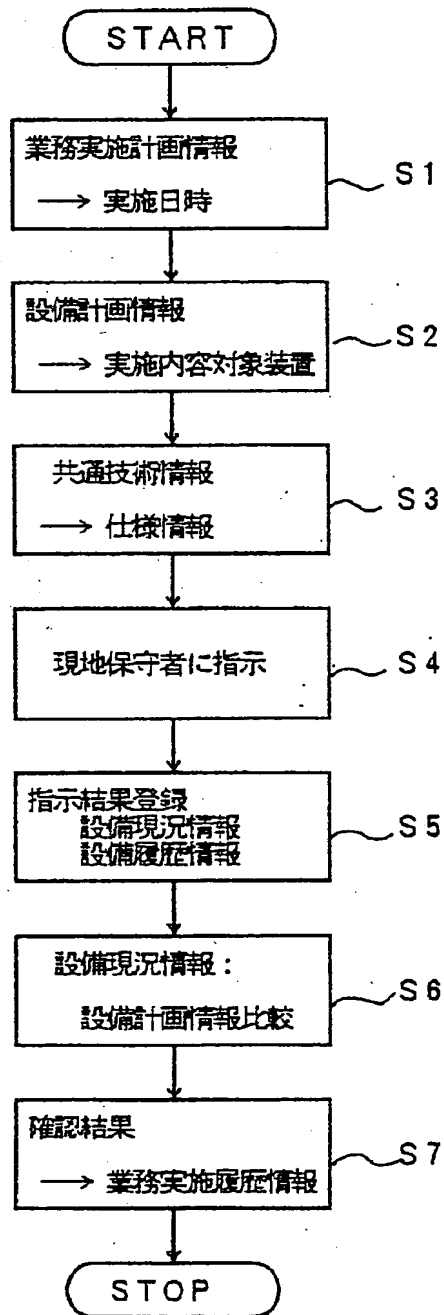 START
業務実施計画情報
→ 実施日時
S1
設備計画情報
→ 実施内容対象装置
S2
共通技術情報
→ 仕様情報
S3
現地保守者に指示
S4
指示結果登録
設備現況情報
設備履歴情報
S5
設備現況情報：
設備計画情報比較
S6
確認結果
→ 業務実施履歴情報
S7
STOP